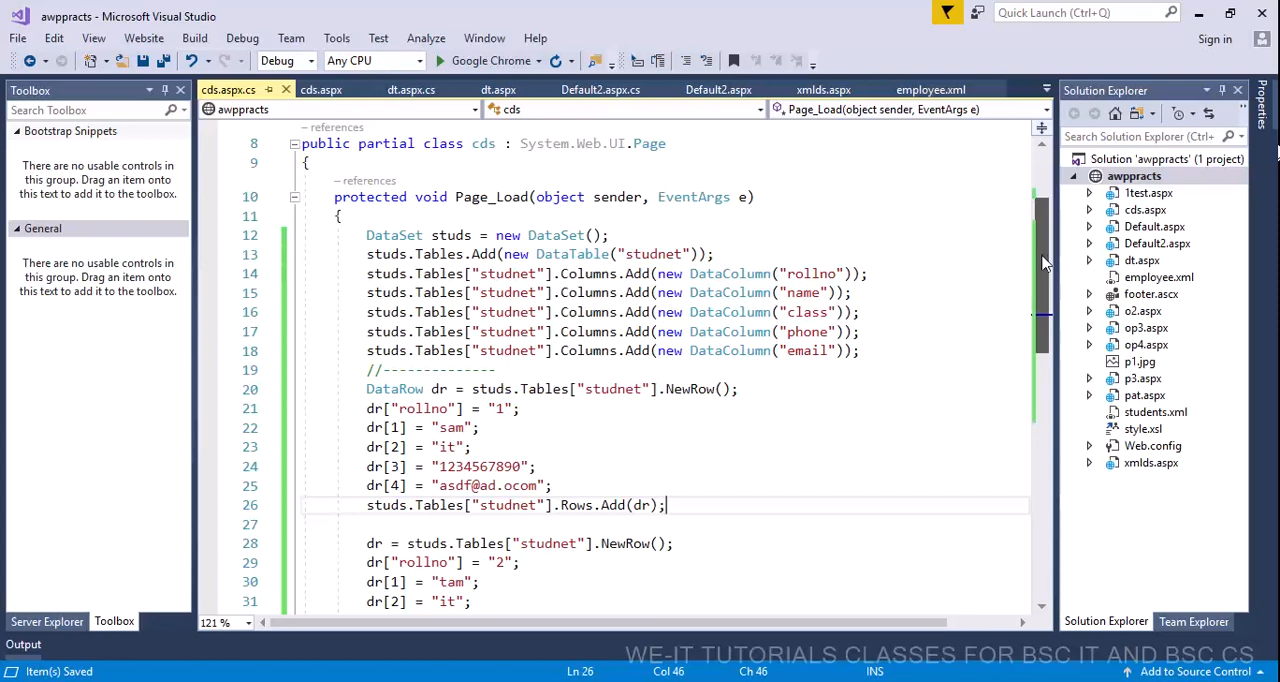 awppracts - Microsoft Visual Studio
Quick Launch (Ctrl+Q)
File Edit View Website Build Debug Team Tools Test Analyze Window Help
Sign in
Debug Any CPU Google Chrome
Toolbox
Search Toolbox
Bootstrap Snippets
There are no usable controls in
this group. Drag an item onto
this text to add it to the toolbox.
General
There are no usable controls in
this group. Drag an item onto
this text to add it to the toolbox.
Server Explorer Toolbox
Output
cds.aspx.cs cds.aspx dt.aspx.cs dt.aspx Default2.aspx.cs Default2.aspx xmlds.aspx employee.xml
awppracts cds Page_Load(object sender, EventArgs e)
- references
8 public partial class cds : System.Web.UI.Page
9 {
- references
10 protected void Page_Load(object sender, EventArgs e)
11 {
12 DataSet studs = new DataSet();
13 studs.Tables.Add(new DataTable("studnet"));
14 studs.Tables["studnet"].Columns.Add(new DataColumn("rollno"));
15 studs.Tables["studnet"].Columns.Add(new DataColumn("name"));
16 studs.Tables["studnet"].Columns.Add(new DataColumn("class"));
17 studs.Tables["studnet"].Columns.Add(new DataColumn("phone"));
18 studs.Tables["studnet"].Columns.Add(new DataColumn("email"));
19 //--------------
20 DataRow dr = studs.Tables["studnet"].NewRow();
21 dr["rollno"] = "1";
22 dr[1] = "sam";
23 dr[2] = "it";
24 dr[3] = "1234567890";
25 dr[4] = "asdf@ad.ocom";
26 studs.Tables["studnet"].Rows.Add(dr);
27
28 dr = studs.Tables["studnet"].NewRow();
29 dr["rollno"] = "2";
30 dr[1] = "tam";
31 dr[2] = "it";
121 %
Solution Explorer
Search Solution Explorer (Ctrl+
Solution 'awppracts' (1 project)
awppracts
1test.aspx
cds.aspx
Default.aspx
Default2.aspx
dt.aspx
employee.xml
footer.ascx
o2.aspx
op3.aspx
op4.aspx
p1.jpg
p3.aspx
pat.aspx
students.xml
style.xsl
Web.config
xmlds.aspx
Solution Explorer Team Explorer
Properties
WE-IT TUTORIALS CLASSES FOR BSC IT AND BSC CS
Item(s) Saved Ln 26 Col 46 Ch 46 INS Add to Source Control